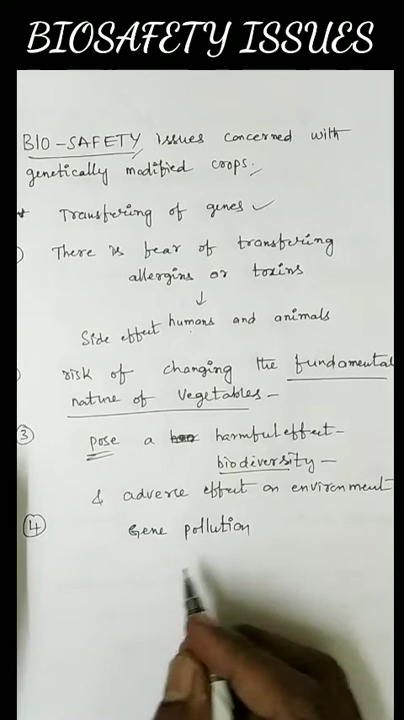 BIOSAFETY ISSUES
BIO-SAFETY issues concerned with
genetically modified crops.
* Transfering of genes ✓
) There is fear of transfering
allergins or toxins
↓
Side effect humans and animals
) risk of changing the fundamental
nature of vegetables -
③ pose a harmful effect -
biodiversity -
& adverce effect on environment
④ Gene pollution